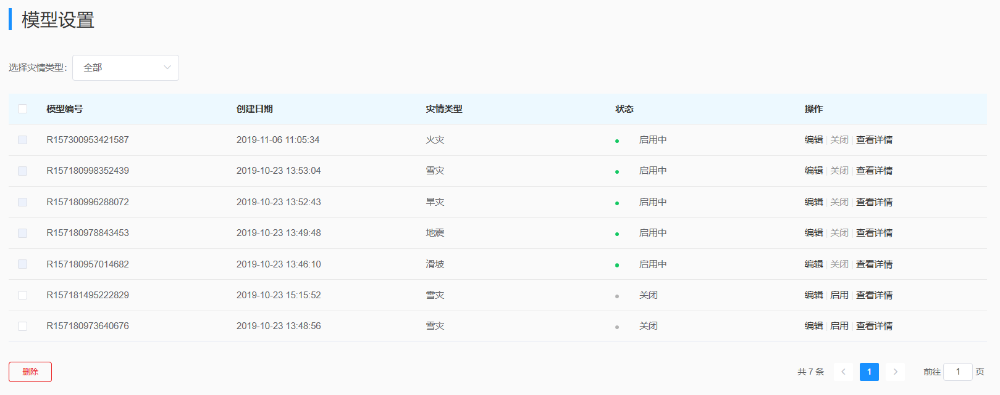 模型设置
选择灾情类型： 全部
模型编号 创建日期 灾情类型 状态 操作
R157300953421587 2019-11-06 11:05:34 火灾 启用中 编辑 | 关闭 | 查看详情
R157180998352439 2019-10-23 13:53:04 雪灾 启用中 编辑 | 关闭 | 查看详情
R157180996288072 2019-10-23 13:52:43 旱灾 启用中 编辑 | 关闭 | 查看详情
R157180978843453 2019-10-23 13:49:48 地震 启用中 编辑 | 关闭 | 查看详情
R157180957014682 2019-10-23 13:46:10 滑坡 启用中 编辑 | 关闭 | 查看详情
R157181495222829 2019-10-23 15:15:52 雪灾 关闭 编辑 | 启用 | 查看详情
R157180973640676 2019-10-23 13:48:56 雪灾 关闭 编辑 | 启用 | 查看详情
删除 共 7 条 < 1 > 前往 1 页